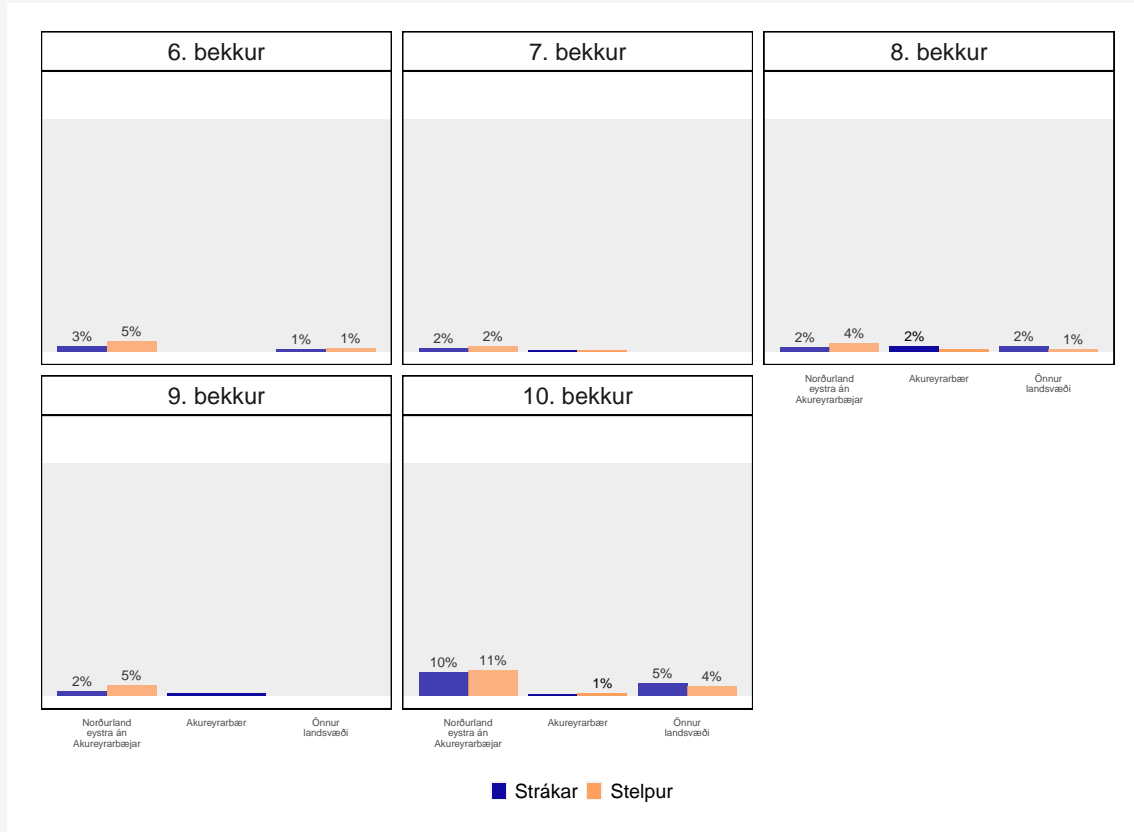 6. bekkur
7. bekkur
8. bekkur
3%
5%
1%
1%
2%
2%
2%
4%
2%
2%
1%
Norðurland
eystra án
Akureyrarbæjar
Akureyrarbær
Önnur
landsvæði
9. bekkur
10. bekkur
2%
5%
10%
11%
1%
5%
4%
Norðurland
eystra án
Akureyrarbæjar
Akureyrarbær
Önnur
landsvæði
Norðurland
eystra án
Akureyrarbæjar
Akureyrarbær
Önnur
landsvæði
Strákar Stelpur